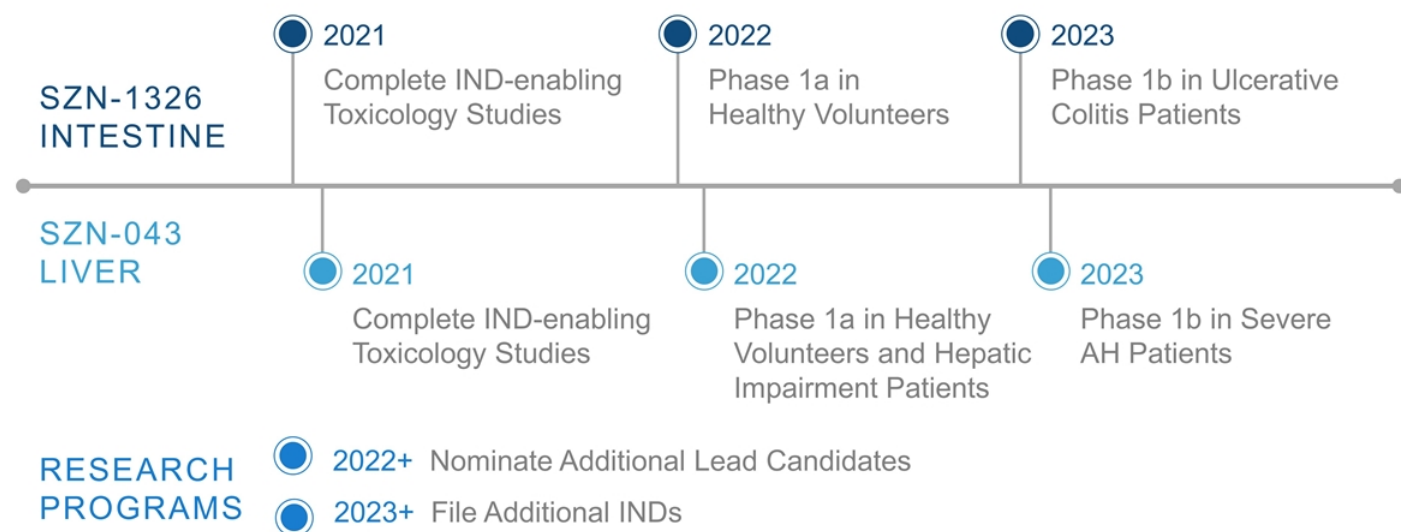 SZN-1326
INTESTINE
2021
Complete IND-enabling
Toxicology Studies
2022
Phase 1a in
Healthy Volunteers
2023
Phase 1b in Ulcerative
Colitis Patients
SZN-043
LIVER
2021
Complete IND-enabling
Toxicology Studies
2022
Phase 1a in Healthy
Volunteers and Hepatic
Impairment Patients
2023
Phase 1b in Severe
AH Patients
RESEARCH
PROGRAMS
2022+ Nominate Additional Lead Candidates
2023+ File Additional INDs